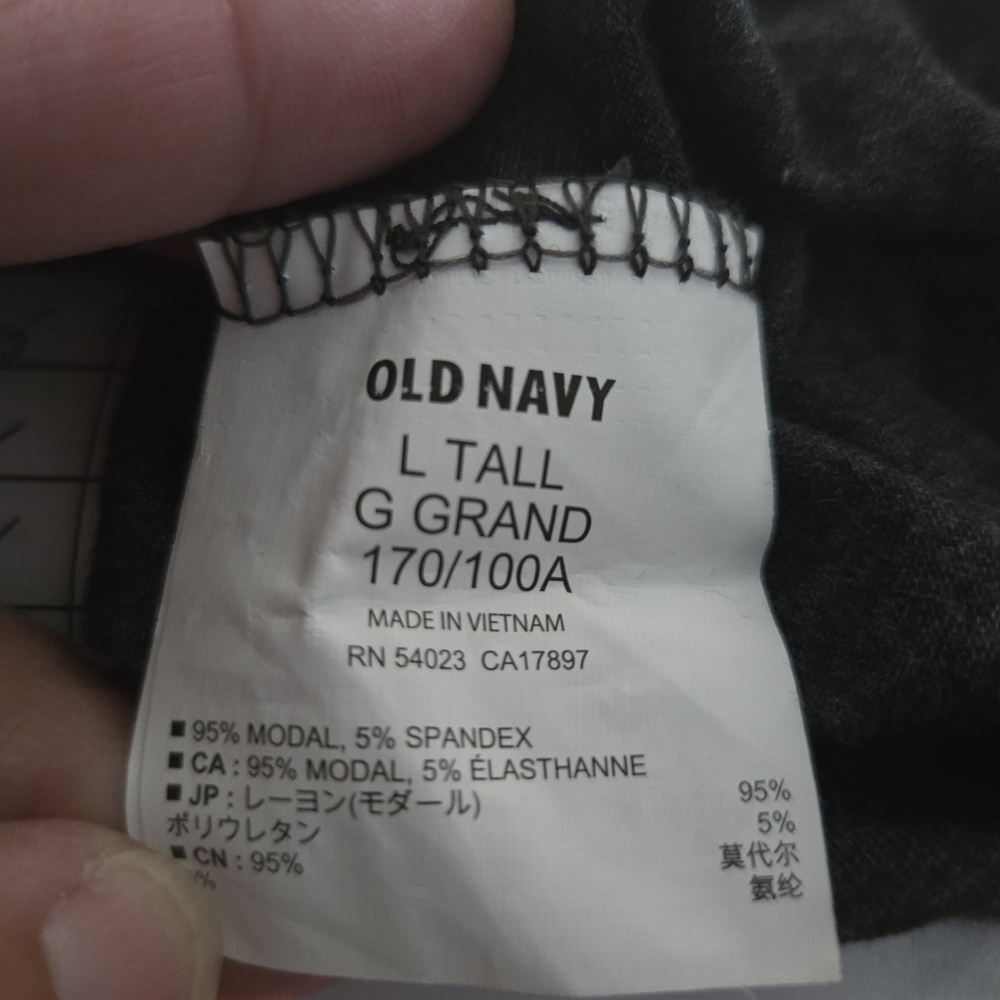 OLD NAVY
L TALL
G GRAND
170/100A
MADE IN VIETNAM
RN 54023 CA17897
95% MODAL, 5% SPANDEX
CA : 95% MODAL, 5% ÉLASTHANNE
JP : レーヨン(モダール) 95%
ポリウレタン 5%
CN : 95% 莫代尔
% 氨纶